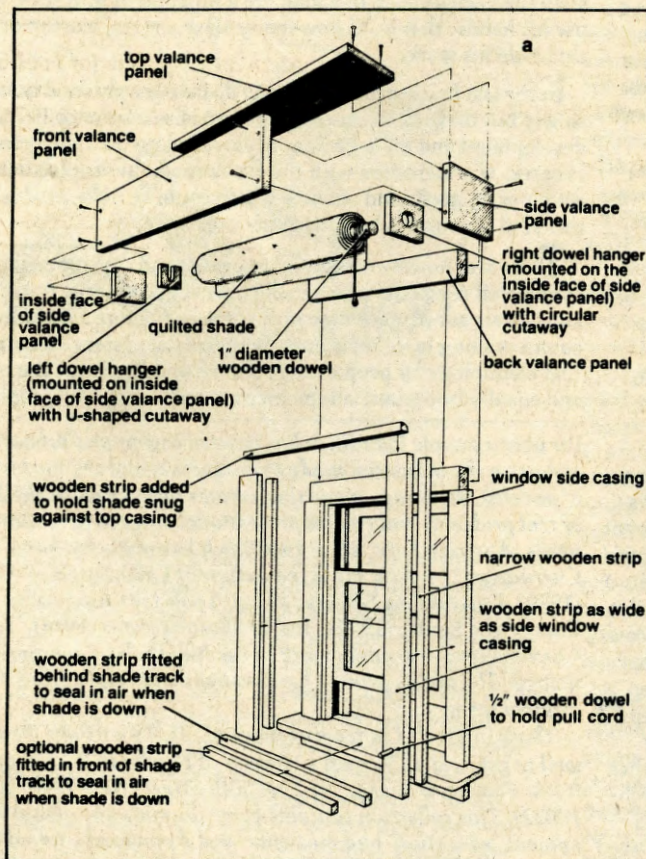 a
top valance
panel
front valance
panel
side valance
panel
right dowel hanger
(mounted on the
inside face of side
valance panel)
with circular
cutaway
inside face
of side
valance
panel
quilted shade
back valance panel
left dowel hanger
(mounted on inside
face of side valance panel)
with U-shaped cutaway
1" diameter
wooden dowel
wooden strip added
to hold shade snug
against top casing
window side casing
narrow wooden strip
wooden strip as wide
as side window
casing
wooden strip fitted
behind shade track
to seal in air when
shade is down
½" wooden dowel
to hold pull cord
optional wooden strip
fitted in front of shade
track to seal in air
when shade is down